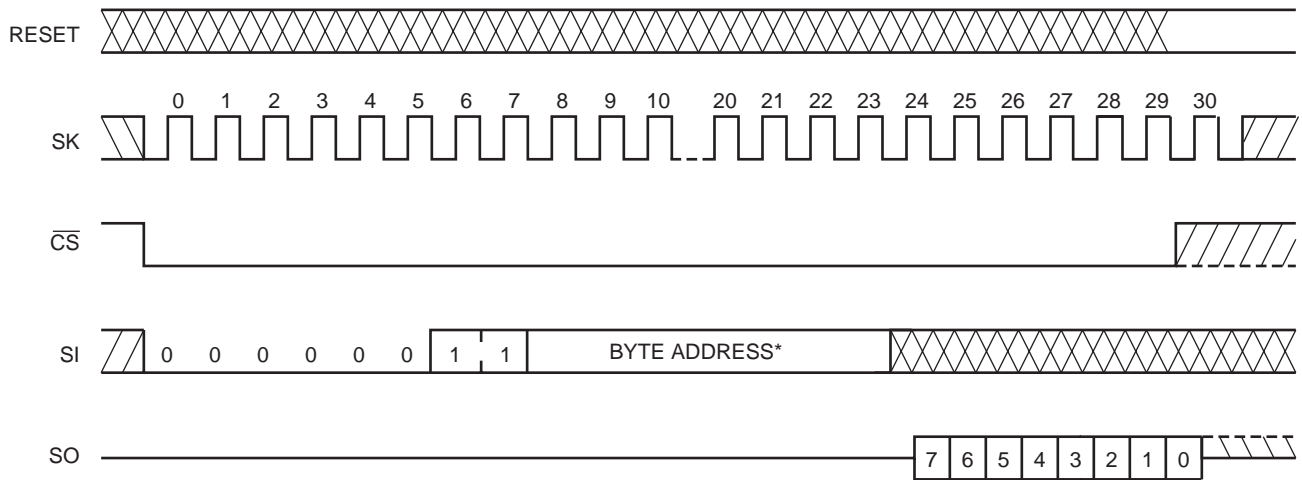 RESET
0 1 2 3 4 5 6 7 8 9 10 20 21 22 23 24 25 26 27 28 29 30
SK
CS
SI 0 0 0 0 0 0 1 1 BYTE ADDRESS*
SO 7 6 5 4 3 2 1 0